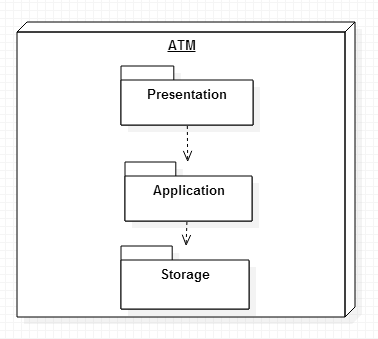 ATM
Presentation
Application
Storage